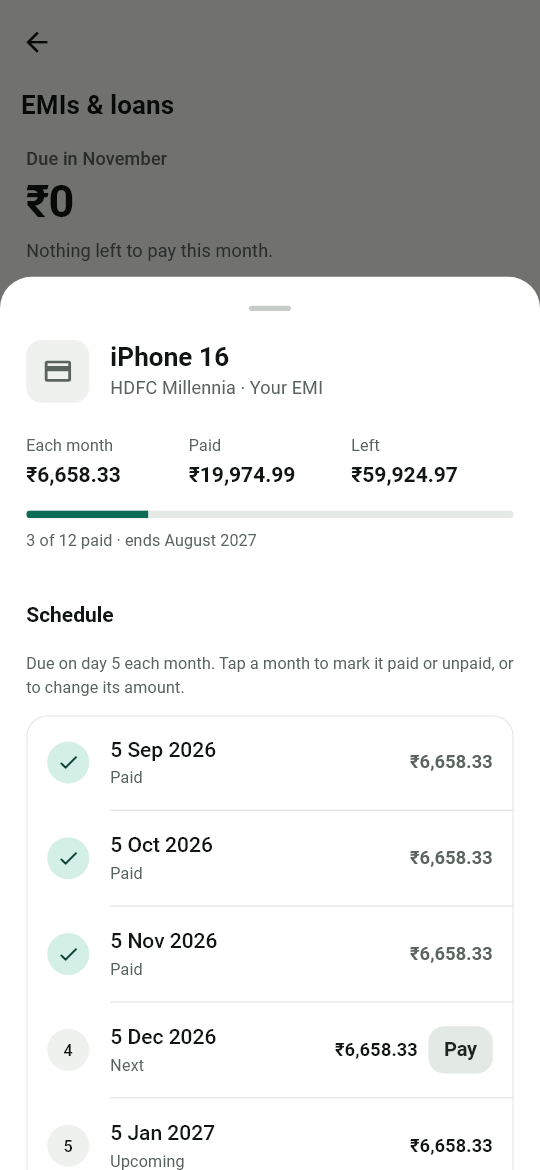 EMIs & loans
Due in November
₹0
Nothing left to pay this month.
iPhone 16
HDFC Millennia · Your EMI
Each month
Paid
Left
₹6,658.33
₹19,974.99
₹59,924.97
3 of 12 paid · ends August 2027
Schedule
Due on day 5 each month. Tap a month to mark it paid or unpaid, or
to change its amount.
5 Sep 2026
₹6,658.33
Paid
5 Oct 2026
₹6,658.33
Paid
5 Nov 2026
₹6,658.33
Paid
4
5 Dec 2026
₹6,658.33
Pay
Next
5
5 Jan 2027
₹6,658.33
Upcoming